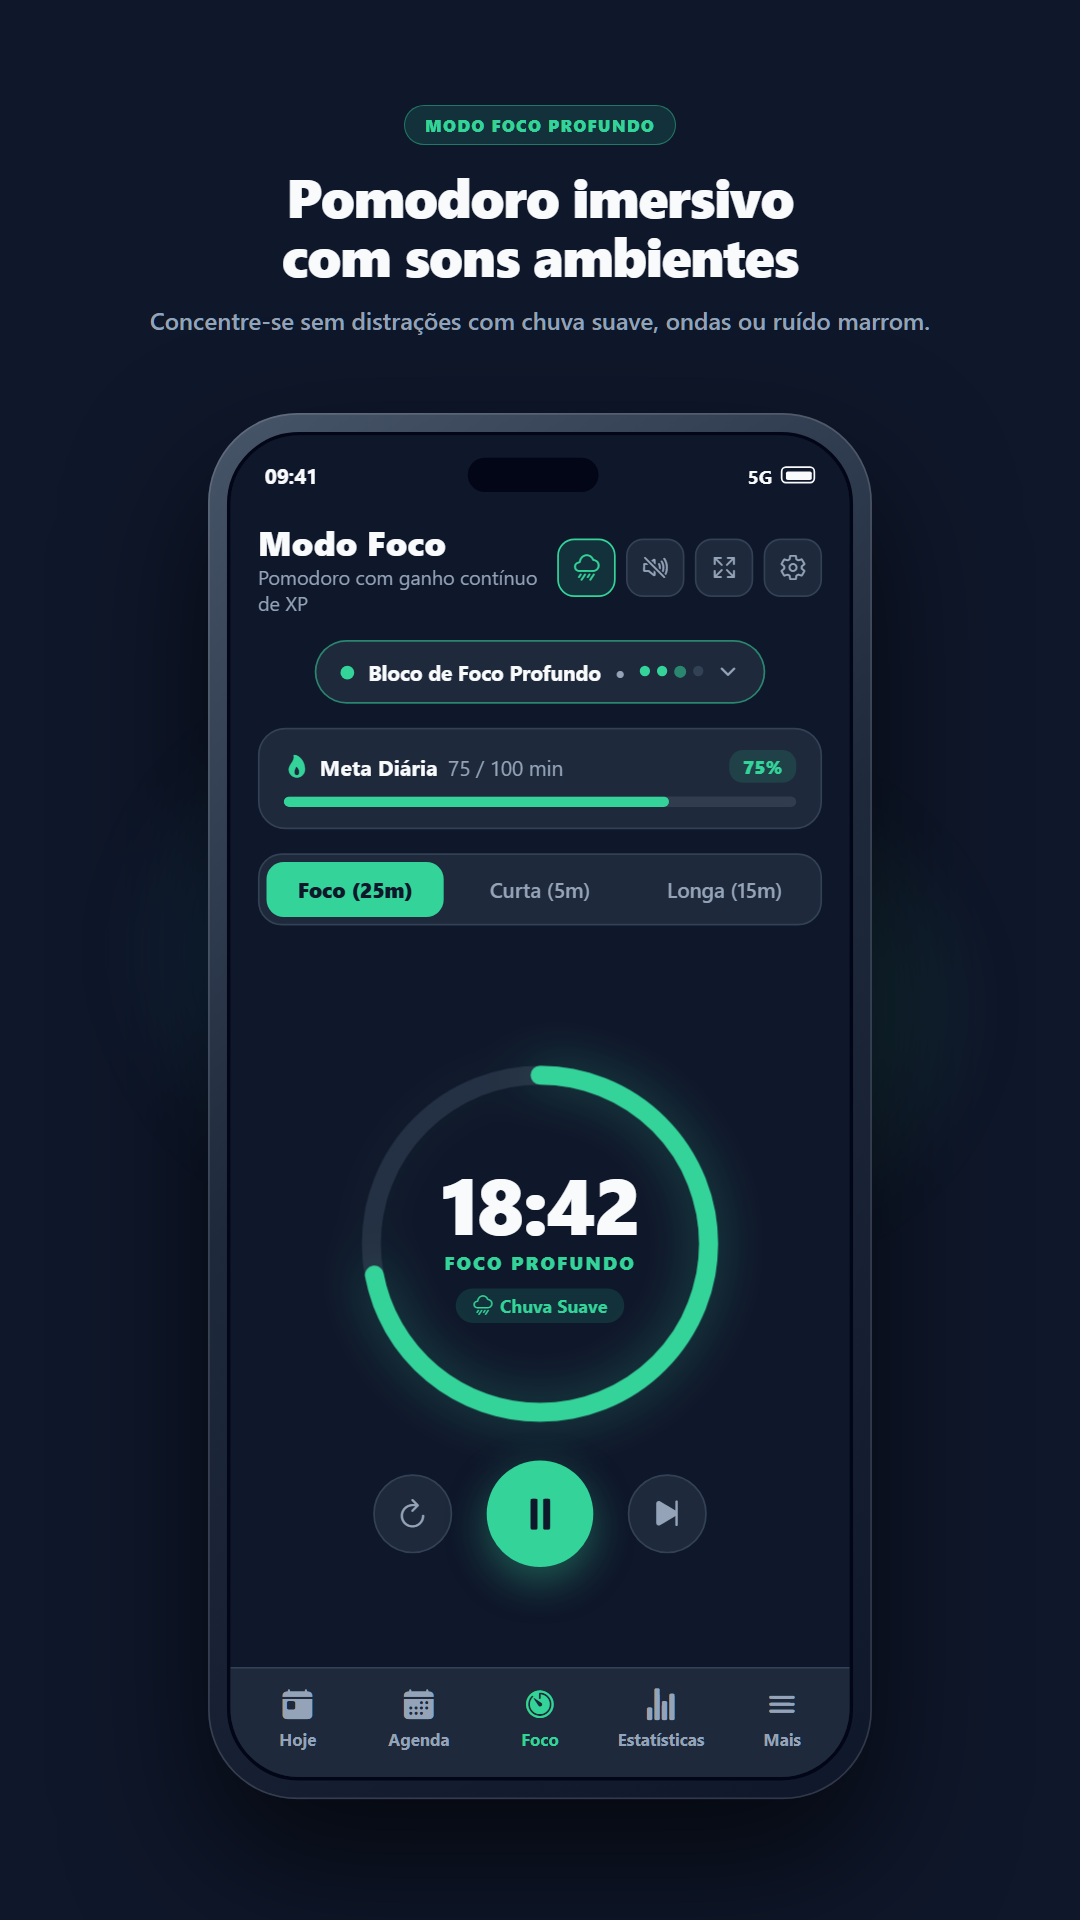 MODO FOCO PROFUNDO
Pomodoro imersivo
com sons ambientes
Concentre-se sem distrações com chuva suave, ondas ou ruído marrom.
09:41
5G
Modo Foco
Pomodoro com ganho contínuo
de XP
Bloco de Foco Profundo •
Meta Diária 75 / 100 min
75%
Foco (25m)
Curta (5m)
Longa (15m)
18:42
FOCO PROFUNDO
Chuva Suave
Hoje
Agenda
Foco
Estatísticas
Mais